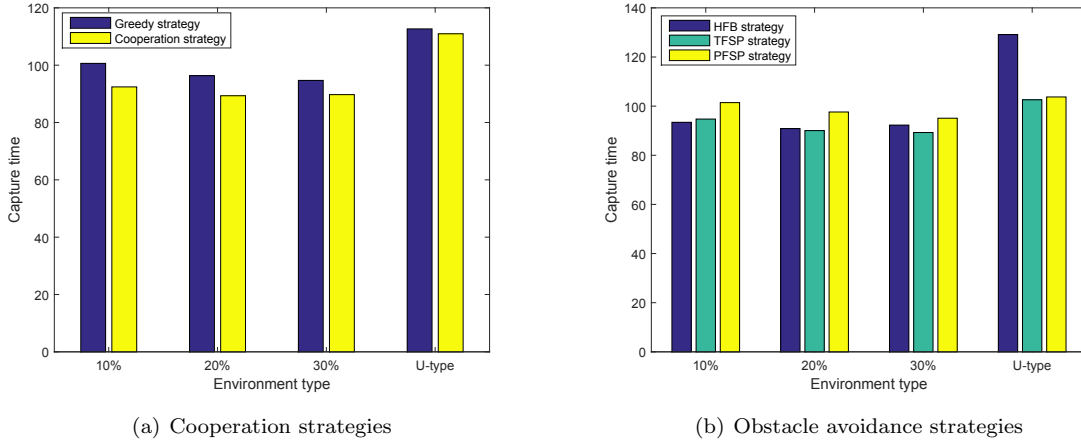 120
100
80
60
40
20
0
Capture time
Greedy strategy
Cooperation strategy
10%
20%
30%
U-type
Environment type
(a) Cooperation strategies
140
120
100
80
60
40
20
0
Capture time
HFB strategy
TFSP strategy
PFSP strategy
10%
20%
30%
U-type
Environment type
(b) Obstacle avoidance strategies